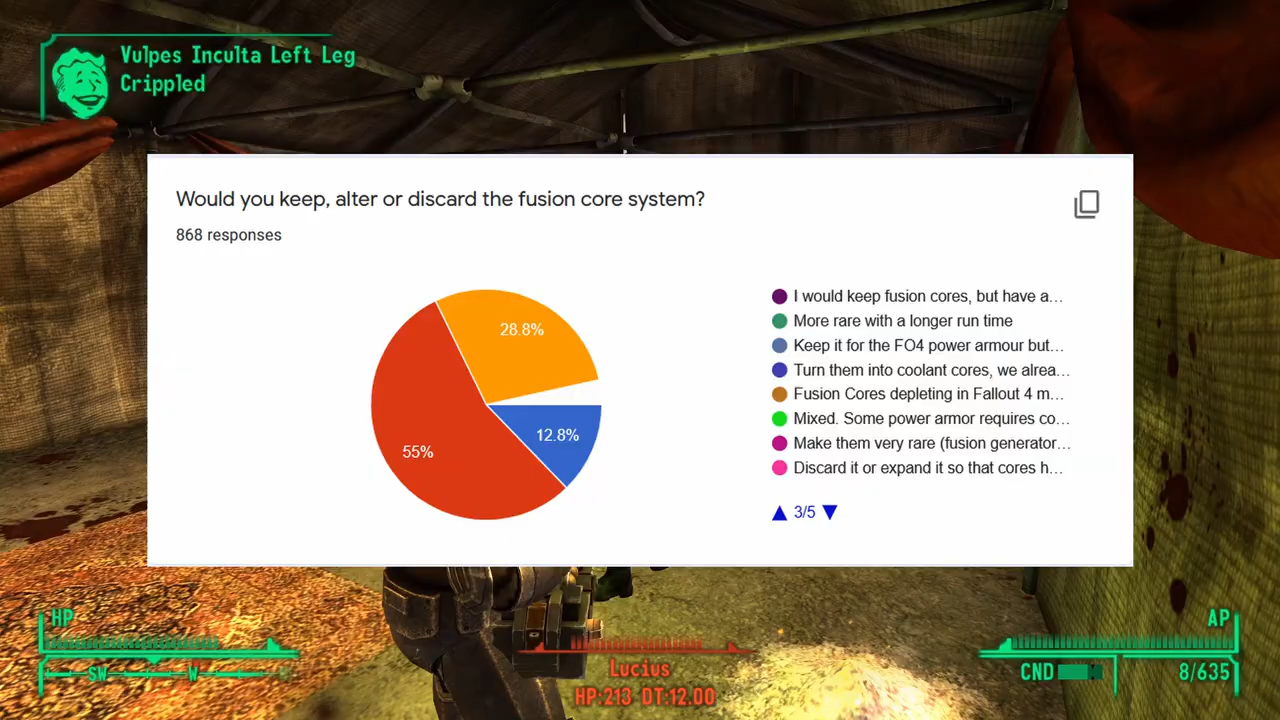 Vulpes Inculta Left Leg
Crippled
Would you keep, alter or discard the fusion core system?
868 responses
28.8%
55%
12.8%
I would keep fusion cores, but have a…
More rare with a longer run time
Keep it for the FO4 power armour but…
Turn them into coolant cores, we alrea…
Fusion Cores depleting in Fallout 4 m…
Mixed. Some power armor requires co…
Make them very rare (fusion generator…
Discard it or expand it so that cores h…
3/5
HP
SW W
Lucius
HP:213 DT:12.00
AP
CND 8/635